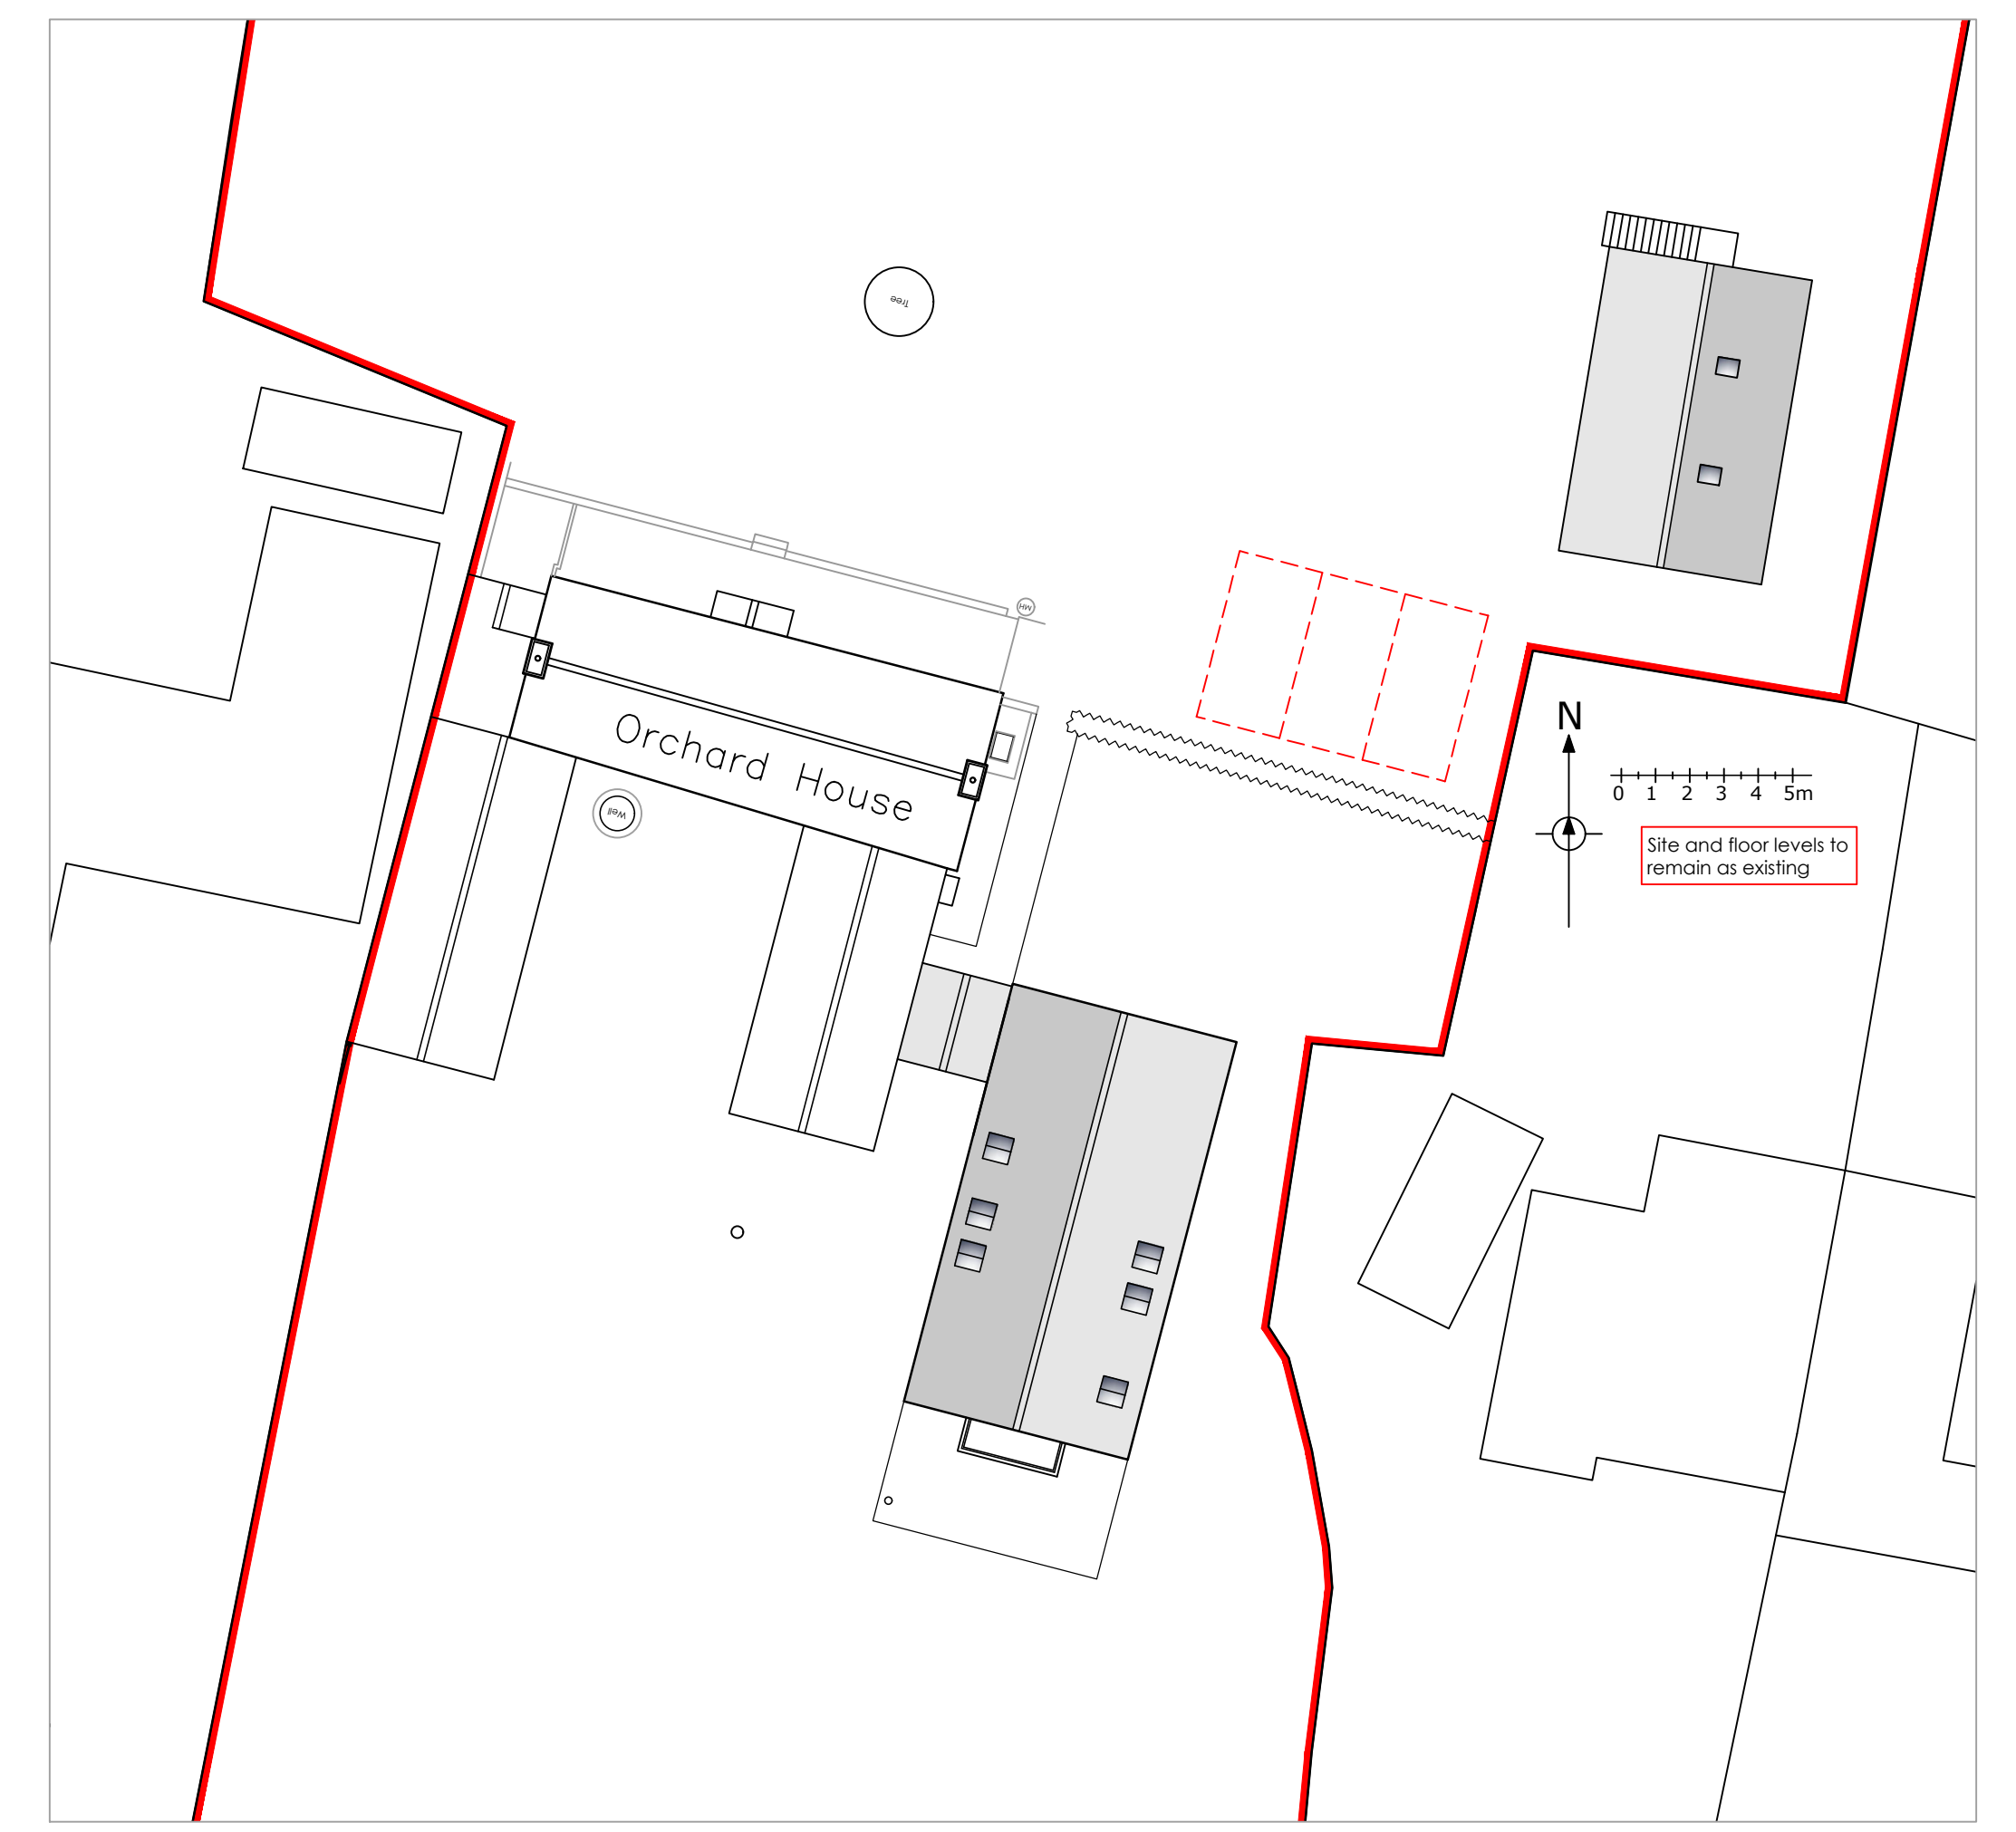 Tree
MH
Orchard House
Well
N
0 1 2 3 4 5m
Site and floor levels to
remain as existing